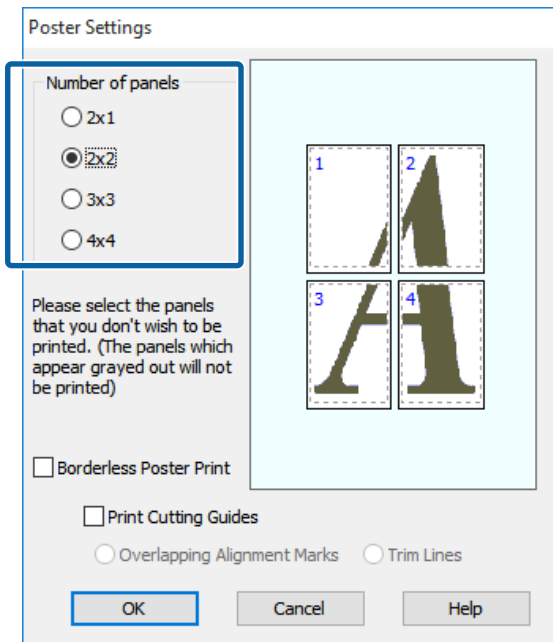 Poster Settings
Number of panels
2x1
2x2
3x3
4x4
1
2
3
4
Please select the panels
that you don't wish to be
printed. (The panels which
appear grayed out will not
be printed)
Borderless Poster Print
Print Cutting Guides
Overlapping Alignment Marks
Trim Lines
OK
Cancel
Help